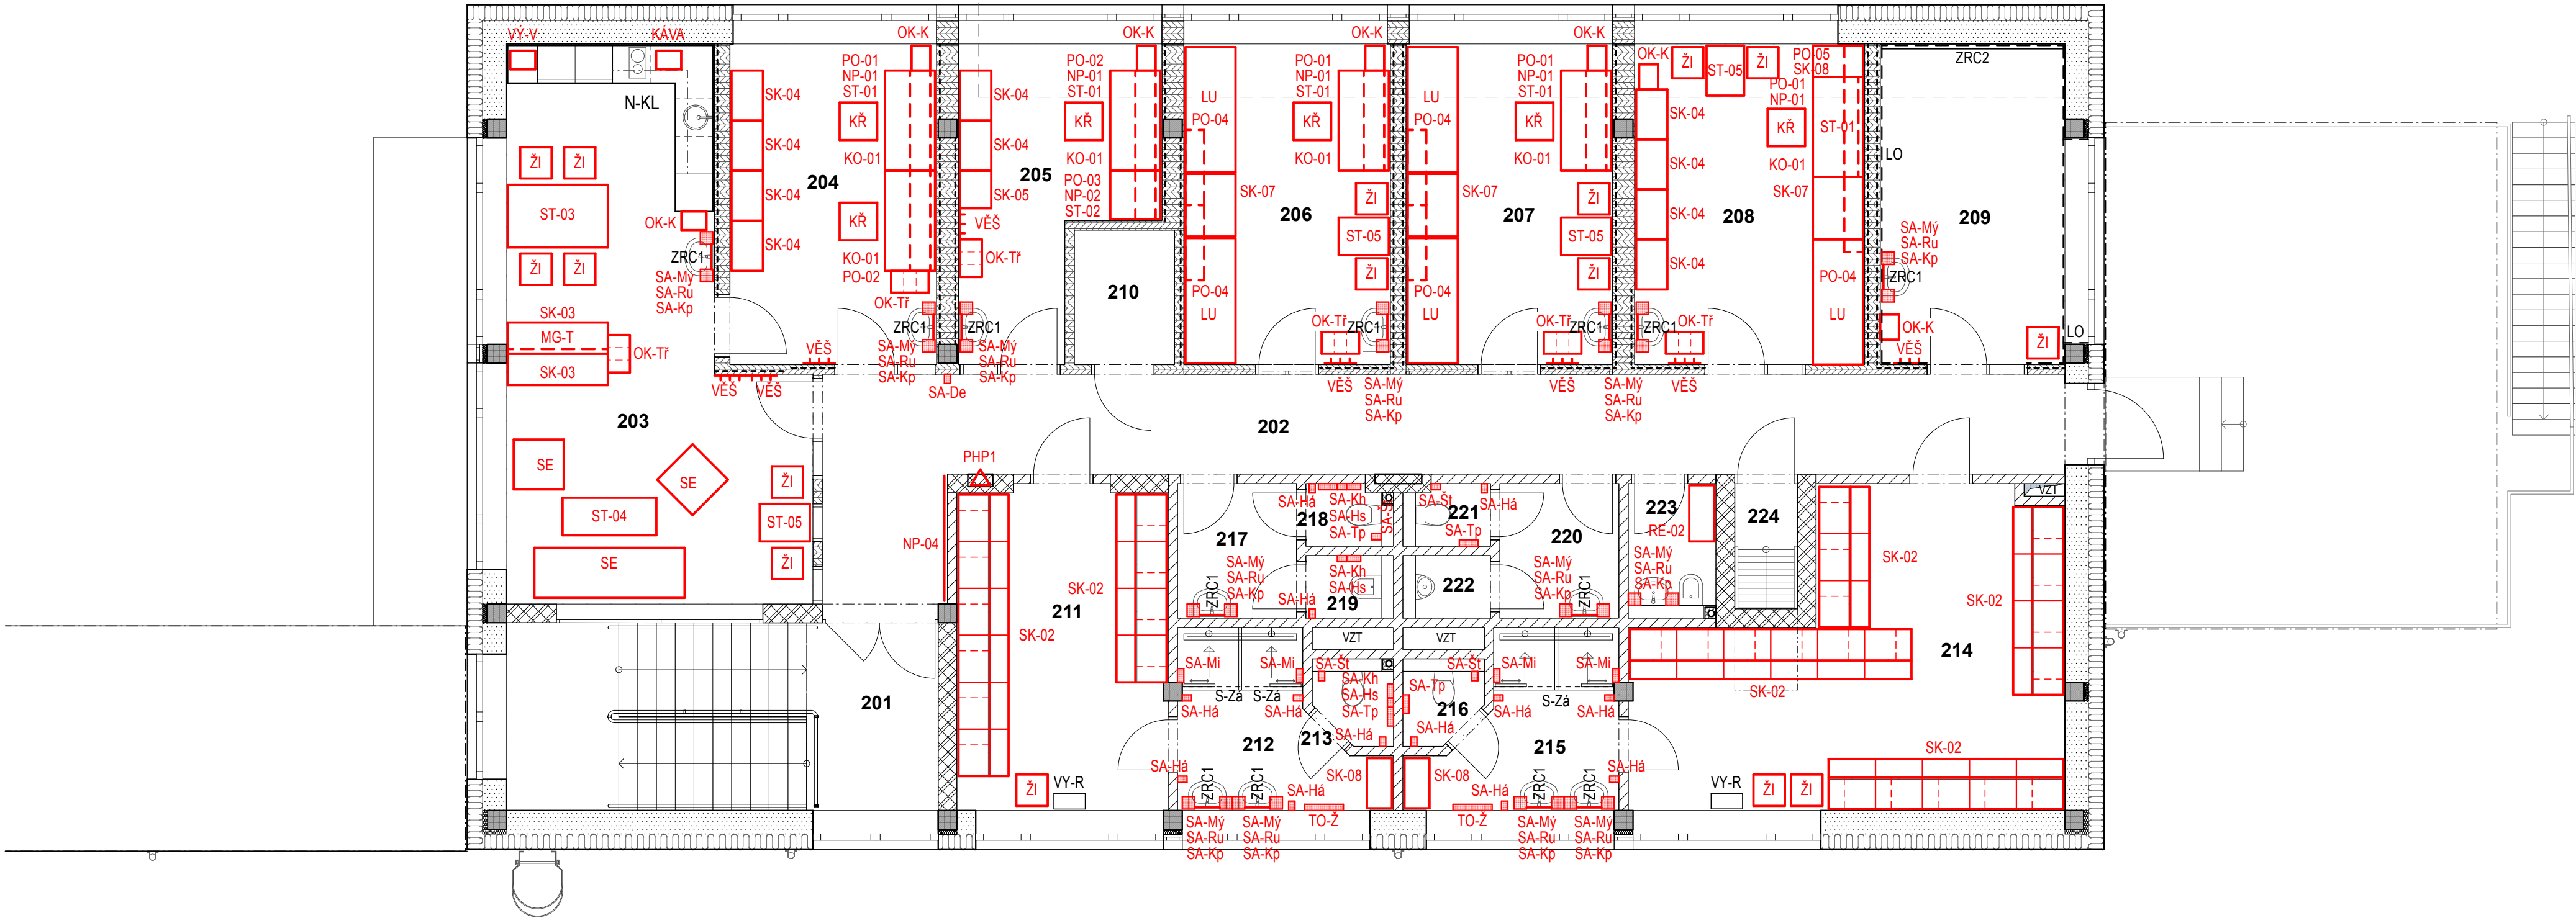 VÝ-V
KÁVA
N-KL
ŽI
ŽI
ST-03
OK-K
ŽI
ŽI
ZRC1
SA-Mý
SA-Ru
SA-Kp
SK-03
MG-T
OK-Tř
SK-03
VĚŠ
VĚŠ
203
SE
SE
ŽI
ST-04
ST-05
SE
ŽI
OK-K
PO-01
NP-01
ST-01
SK-04
KŘ
SK-04
KO-01
204
SK-04
KŘ
SK-04
KO-01
PO-02
OK-Tř
ZRC1
VĚŠ
SA-Mý
SA-Ru
SA-Kp
OK-K
PO-02
NP-01
ST-01
SK-04
KŘ
SK-04
KO-01
205
PO-03
SK-05
NP-02
ST-02
VĚŠ
OK-Tř
ZRC1
SA-Mý
SA-Ru
SA-Kp
SA-De
210
OK-K
PO-01
NP-01
ST-01
LU
PO-04
KŘ
KO-01
SK-07
ŽI
206
ST-05
ŽI
PO-04
LU
OK-Tř
ZRC1
VĚŠ
SA-Mý
SA-Ru
SA-Kp
OK-K
PO-01
NP-01
ST-01
LU
PO-04
KŘ
KO-01
SK-07
ŽI
207
ST-05
ŽI
PO-04
LU
OK-Tř
ZRC1
VĚŠ
SA-Mý
SA-Ru
SA-Kp
OK-K
ŽI
ST-05
ŽI
PO-05
SK-08
PO-01
NP-01
SK-04
KŘ
ST-01
SK-04
KO-01
SK-07
SK-04
208
SK-04
PO-04
LU
ZRC1
OK-Tř
VĚŠ
ZRC2
LO
209
SA-Mý
SA-Ru
SA-Kp
ZRC1
OK-K
VĚŠ
LO
ŽI
202
PHP1
NP-04
201
SK-02
211
SK-02
ŽI
VY-R
217
SA-Mý
SA-Ru
SA-Kp
ZRC1
SA-Há
218
SA-Kh
SA-Hs
SA-Tp
SA-Št
SA-Kh
SA-Hs
SA-Há
219
SA-Št
221
SA-Há
SA-Tp
222
220
SA-Mý
SA-Ru
SA-Kp
ZRC1
223
RE-02
SA-Mý
SA-Ru
SA-Kp
224
VZT
SK-02
SK-02
214
SK-02
SK-02
VY-R
ŽI
ŽI
VZT
VZT
SA-Mi
SA-Mi
S-Zá
S-Zá
SA-Há
SA-Há
212
SA-Há
ZRC1
ZRC1
SA-Há
TO-Ž
SA-Mý
SA-Ru
SA-Kp
SA-Mý
SA-Ru
SA-Kp
SA-Št
SA-Kh
SA-Hs
SA-Tp
213
SA-Há
SK-08
SA-Št
SA-Tp
216
SA-Há
SK-08
SA-Mi
SA-Mi
S-Zá
SA-Há
SA-Há
215
SA-Há
SA-Há
ZRC1
ZRC1
TO-Ž
SA-Mý
SA-Ru
SA-Kp
SA-Mý
SA-Ru
SA-Kp